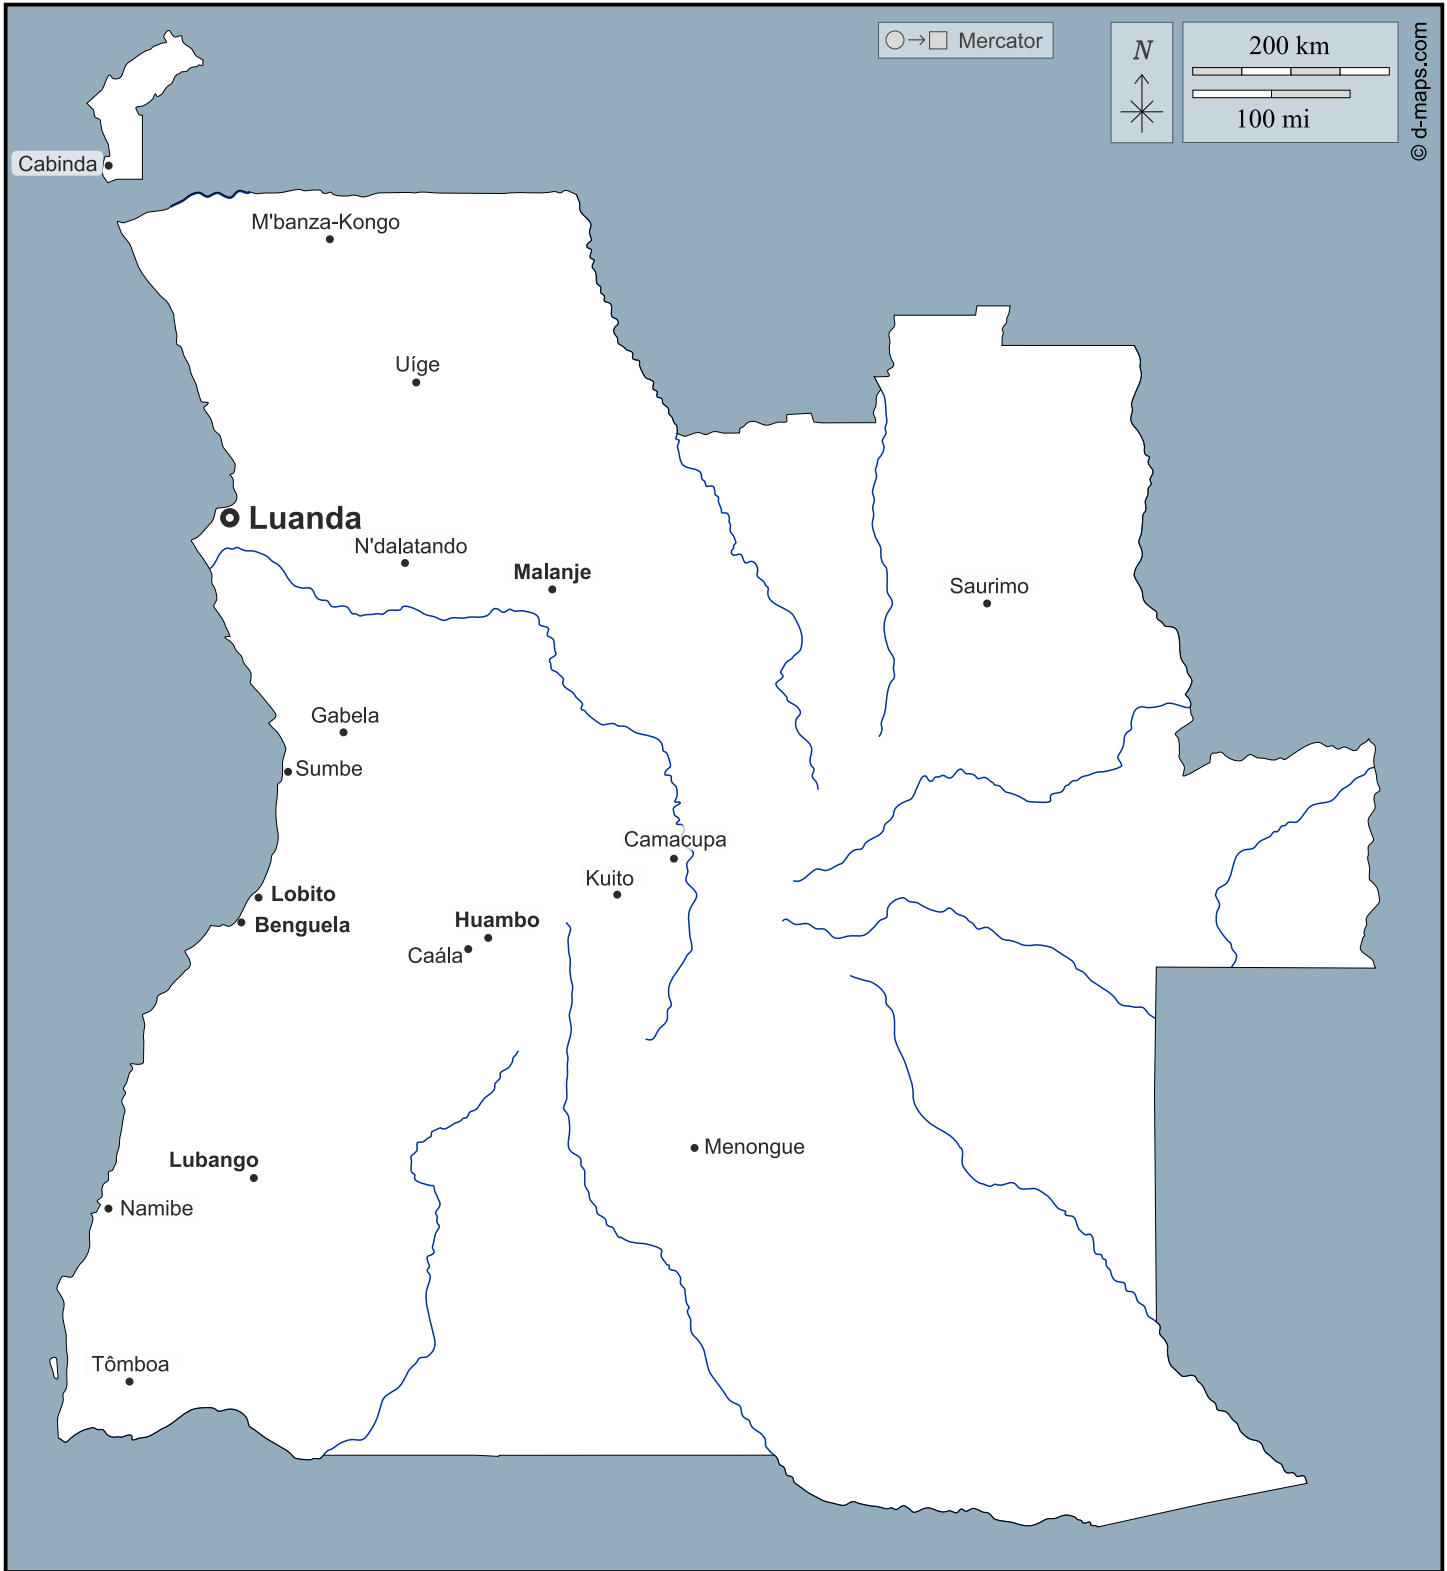 Mercator
N
200 km
100 mi
© d-maps.com
Cabinda
M'banza-Kongo
Uíge
Luanda
N'dalatando
Malanje
Saurimo
Gabela
Sumbe
Camacupa
Kuito
Lobito
Benguela
Huambo
Caála
Menongue
Lubango
Namibe
Tômboa